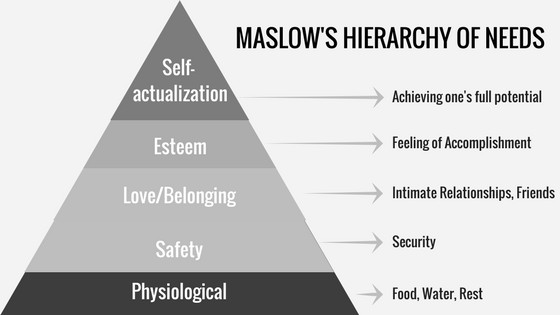 MASLOW'S HIERARCHY OF NEEDS
Self-
actualization
Achieving one's full potential
Esteem
Feeling of Accomplishment
Love/Belonging
Intimate Relationships, Friends
Safety
Security
Physiological
Food, Water, Rest